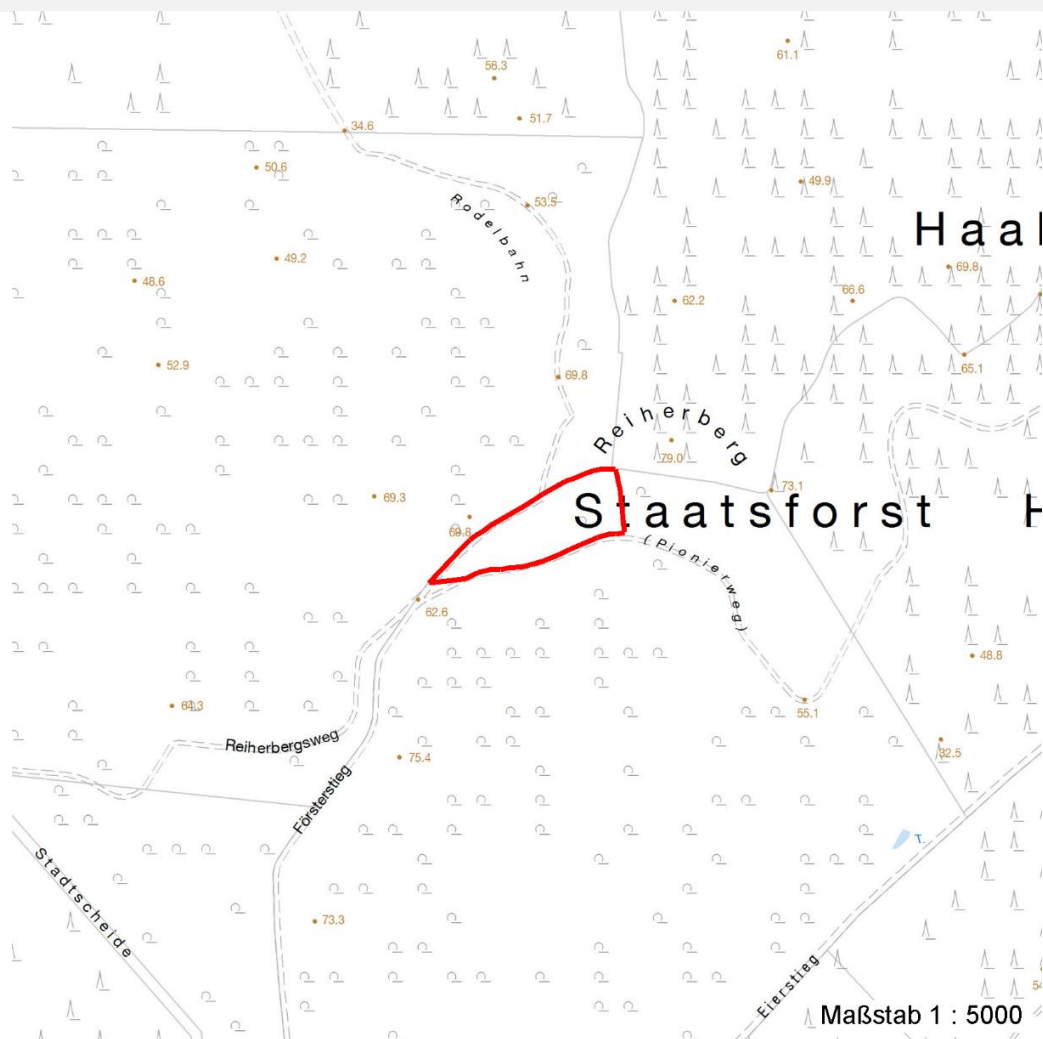 61.1
56.3
51.7
34.6
50.6
49.9
Rodelbahn
53.5
Haa
49.2
69.8
48.6
62.2
66.6
52.9
65.1
69.8
Reiherberg
79.0
73.1
69.3
Staatsforst H
69.8
(Pionierweg)
62.6
48.8
64.3
55.1
Reiherbergsweg
32.5
75.4
Försterstieg
T.
Stadtscheide
73.3
Eierstieg
54
Maßstab 1 : 5000